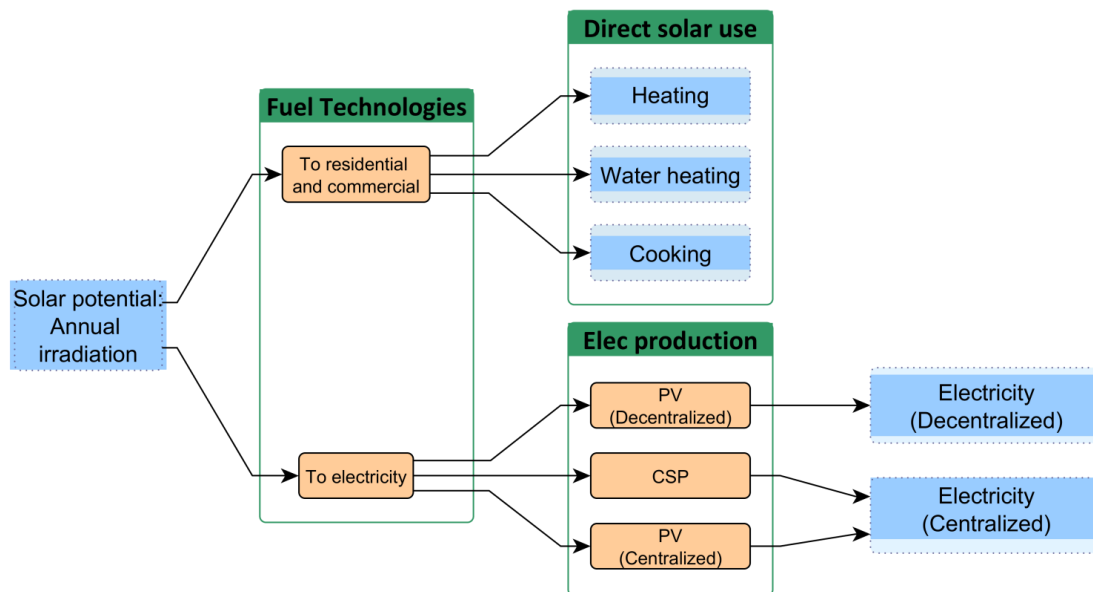 Direct solar use
Heating
Fuel Technologies
To residential
and commercial
Water heating
Cooking
Solar potential:
Annual
irradiation
Elec production
PV
(Decentralized)
Electricity
(Decentralized)
To electricity
CSP
Electricity
(Centralized)
PV
(Centralized)